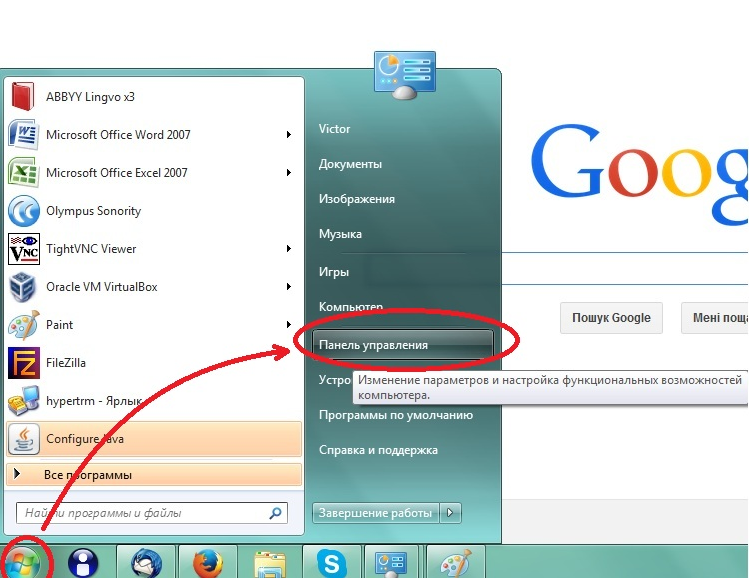 ABBYY Lingvo x3
Microsoft Office Word 2007
Microsoft Office Excel 2007
Olympus Sonority
VNC
TightVNC Viewer
Oracle VM VirtualBox
Paint
FZ
FileZilla
hypertrm - Ярлык
Configure Java
Все программы
Найти программы и файлы
Victor
Документы
Изображения
Музыка
Игры
Компьютер
Панель управления
Устро
Изменение параметров и настройка функциональных возможностей
компьютера.
Программы по умолчанию
Справка и поддержка
Завершение работы
Goog
Пошук Google
Мені поща